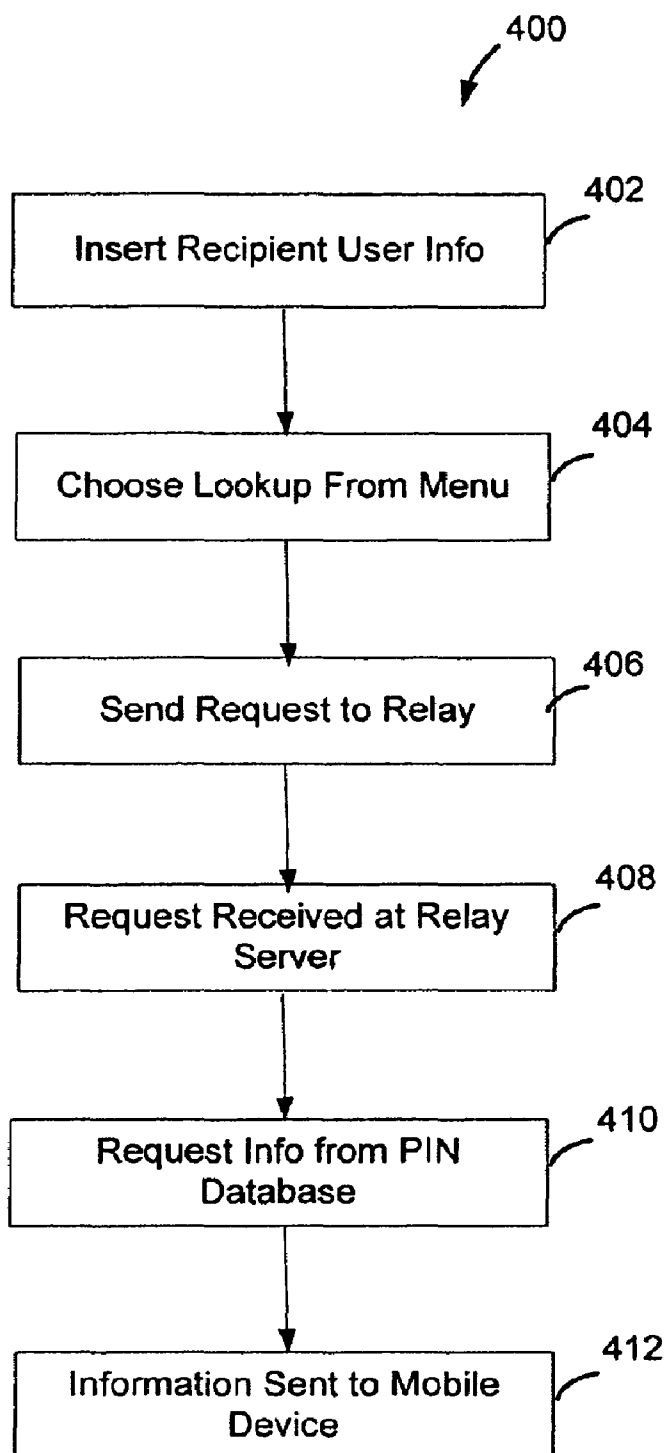 400
402
Insert Recipient User Info
404
Choose Lookup From Menu
406
Send Request to Relay
408
Request Received at Relay
Server
410
Request Info from PIN
Database
412
Information Sent to Mobile
Device